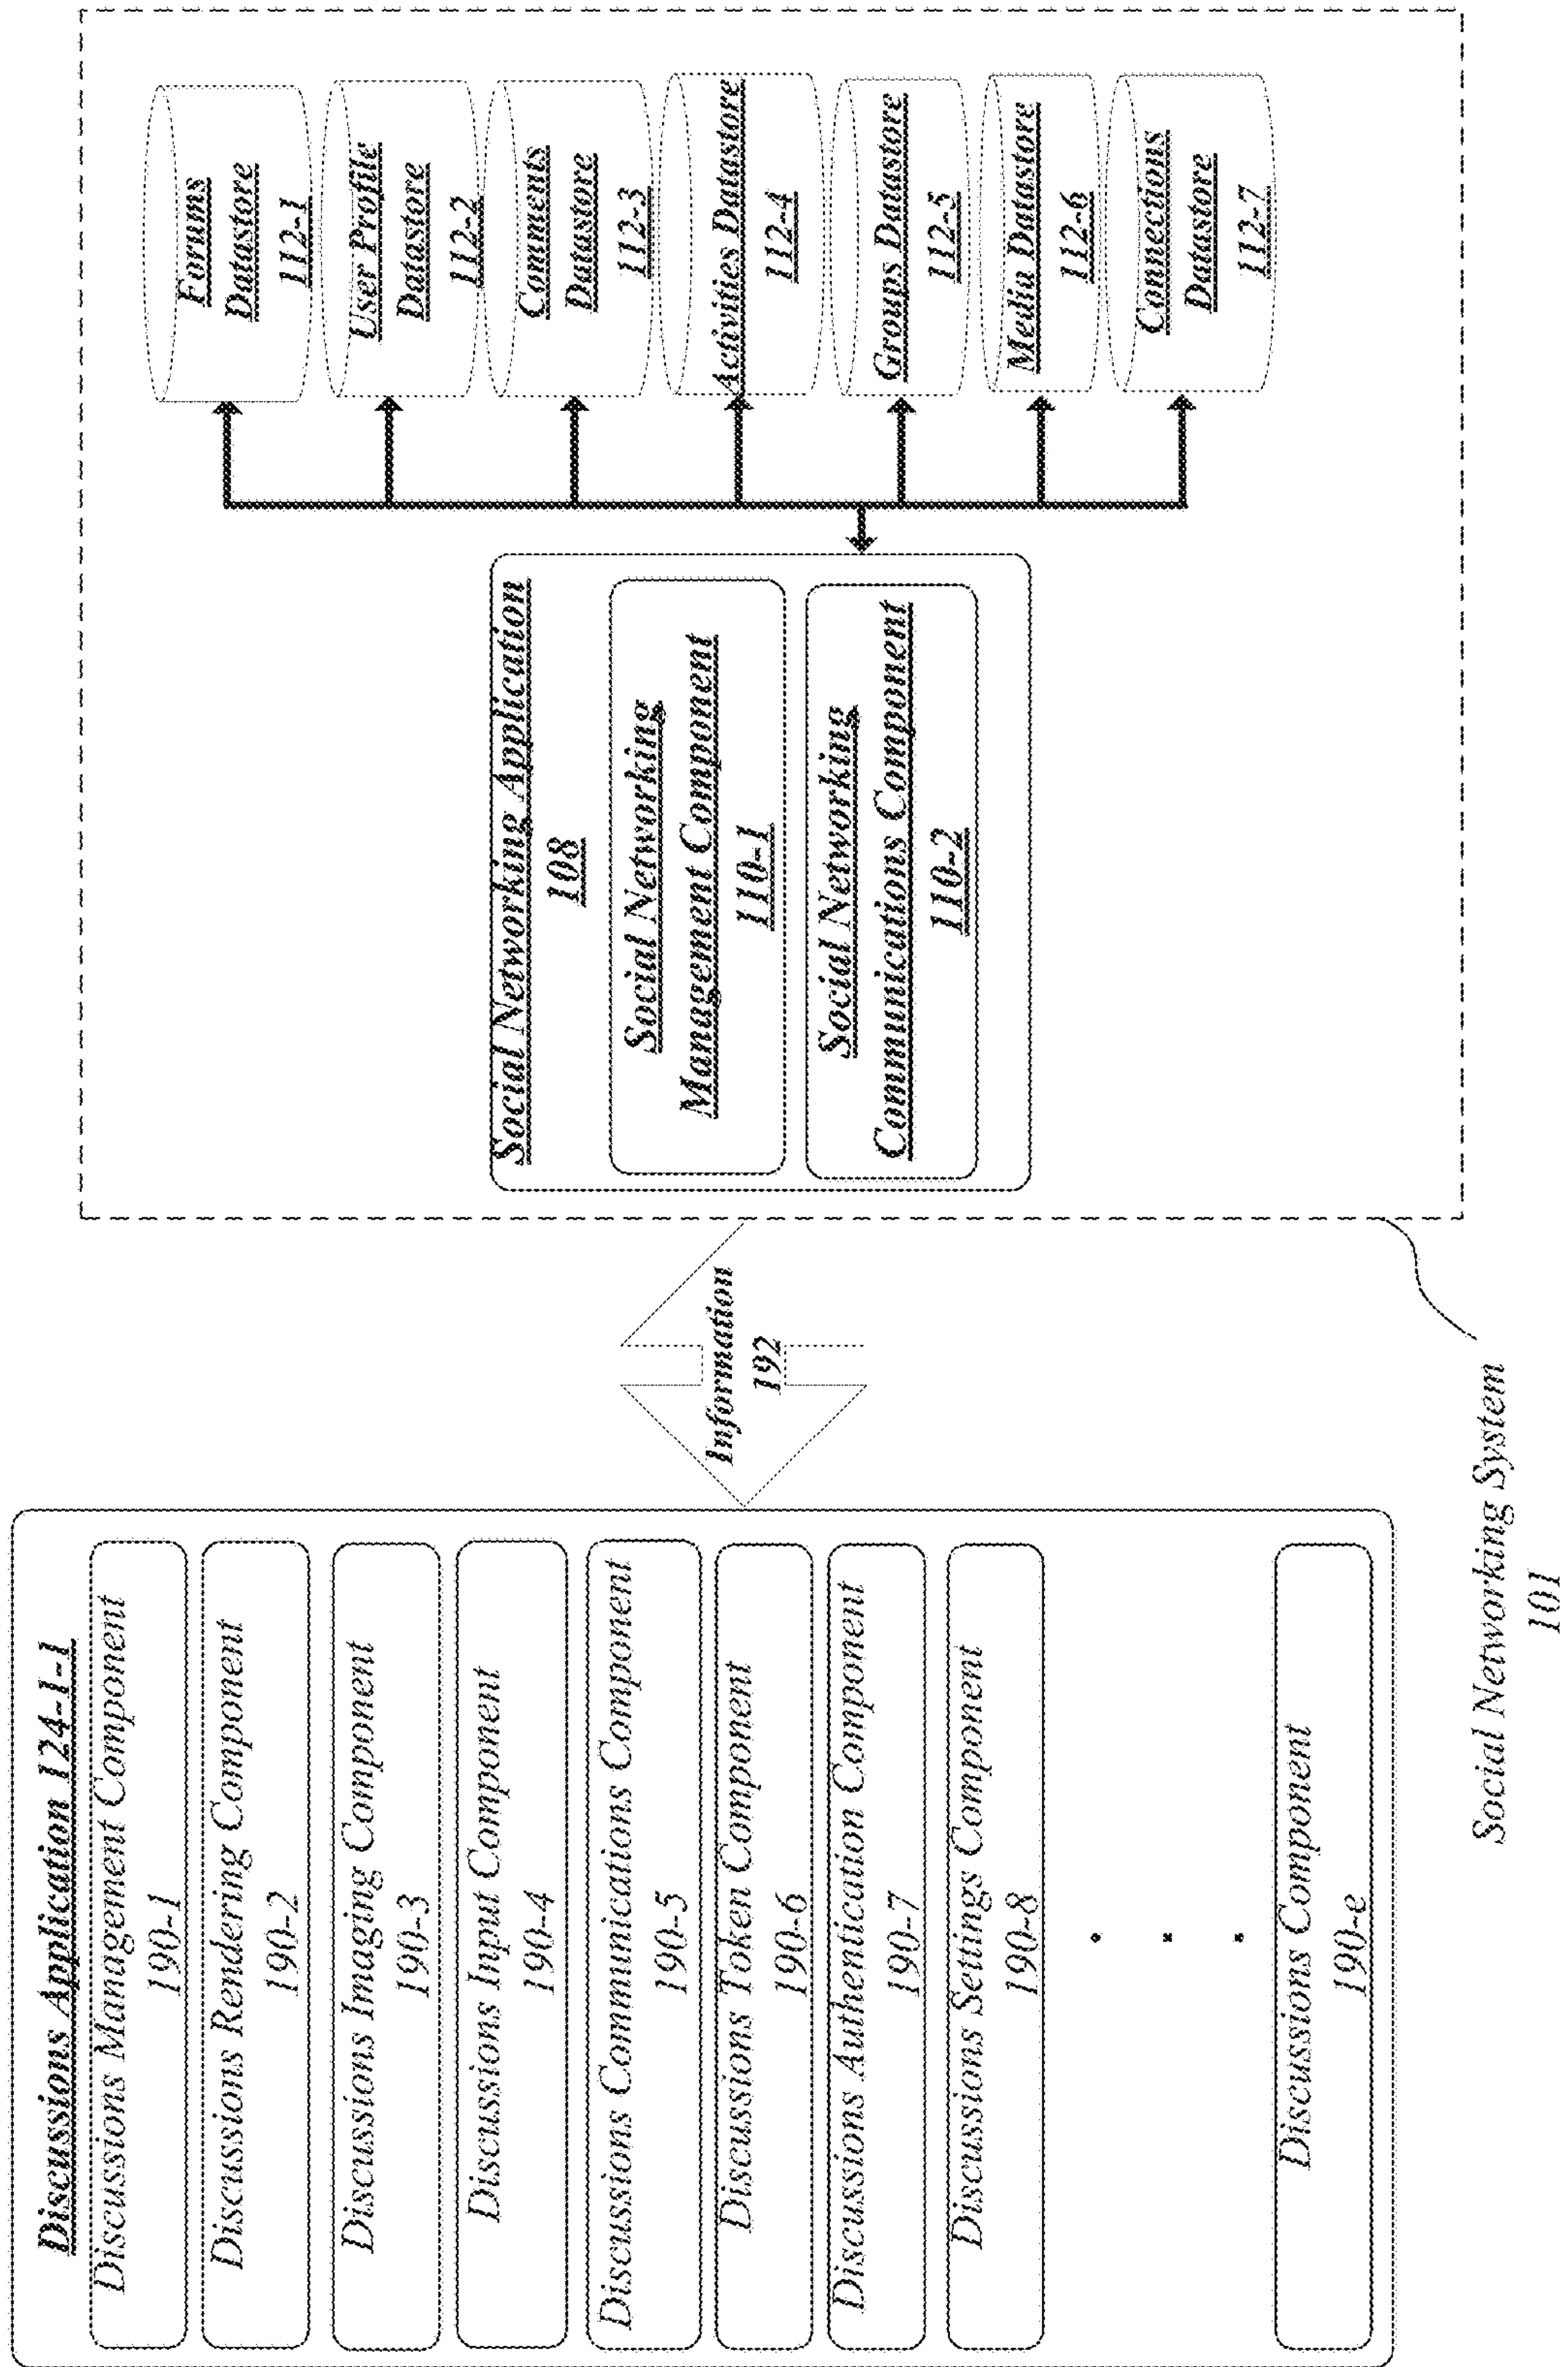 Discussions Application 124-1-1
Discussions Management Component
190-1
Discussions Rendering Component
190-2
Discussions Imaging Component
190-3
Discussions Input Component
190-4
Discussions Communications Component
190-5
Discussions Token Component
190-6
Discussions Authentication Component
190-7
Discussions Settings Component
190-8
Discussions Component
190-e
Information
192
Social Networking System
101
Social Networking Application
108
Social Networking
Management Component
110-1
Social Networking
Communications Component
110-2
Forums
Datastore
112-1
User Profile
Datastore
112-2
Comments
Datastore
112-3
Activities Datastore
112-4
Groups Datastore
112-5
Media Datastore
112-6
Connections
Datastore
112-7